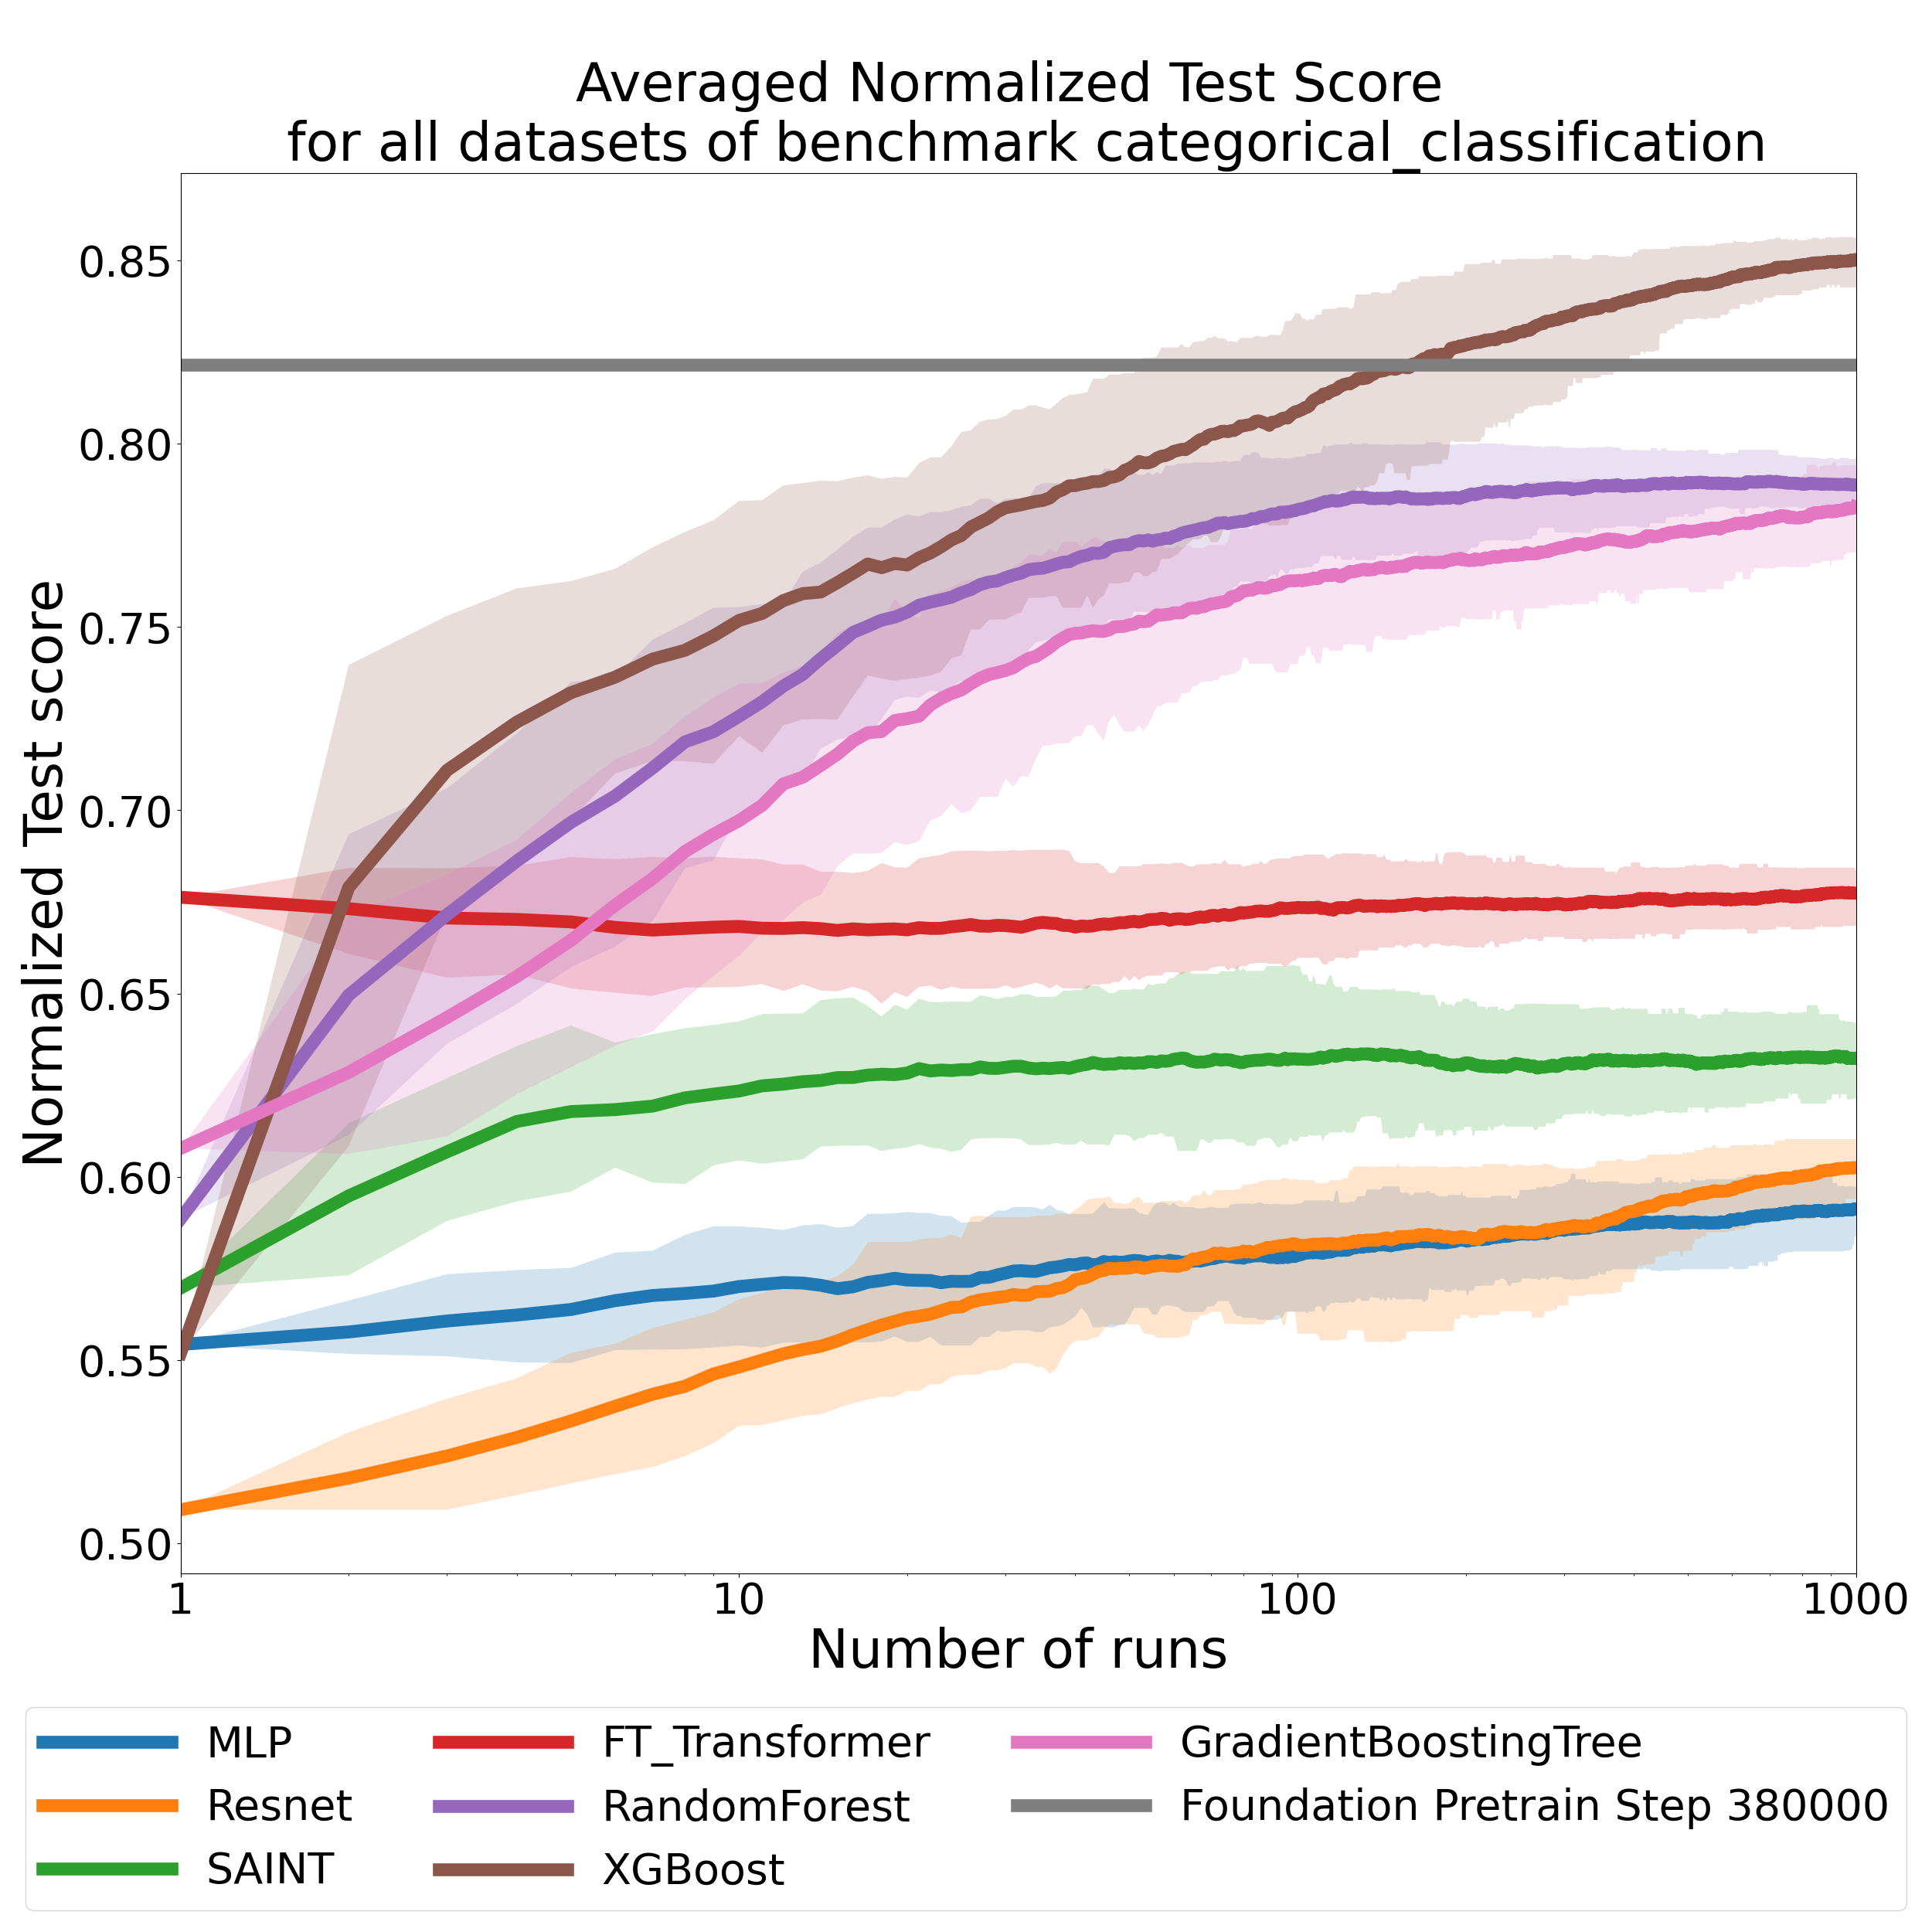 Averaged Normalized Test Score
for all datasets of benchmark categorical_classification
Normalized Test score
0.85
0.80
0.75
0.70
0.65
0.60
0.55
0.50
1
10
100
1000
Number of runs
MLP
Resnet
SAINT
FT_Transformer
RandomForest
XGBoost
GradientBoostingTree
Foundation Pretrain Step 380000